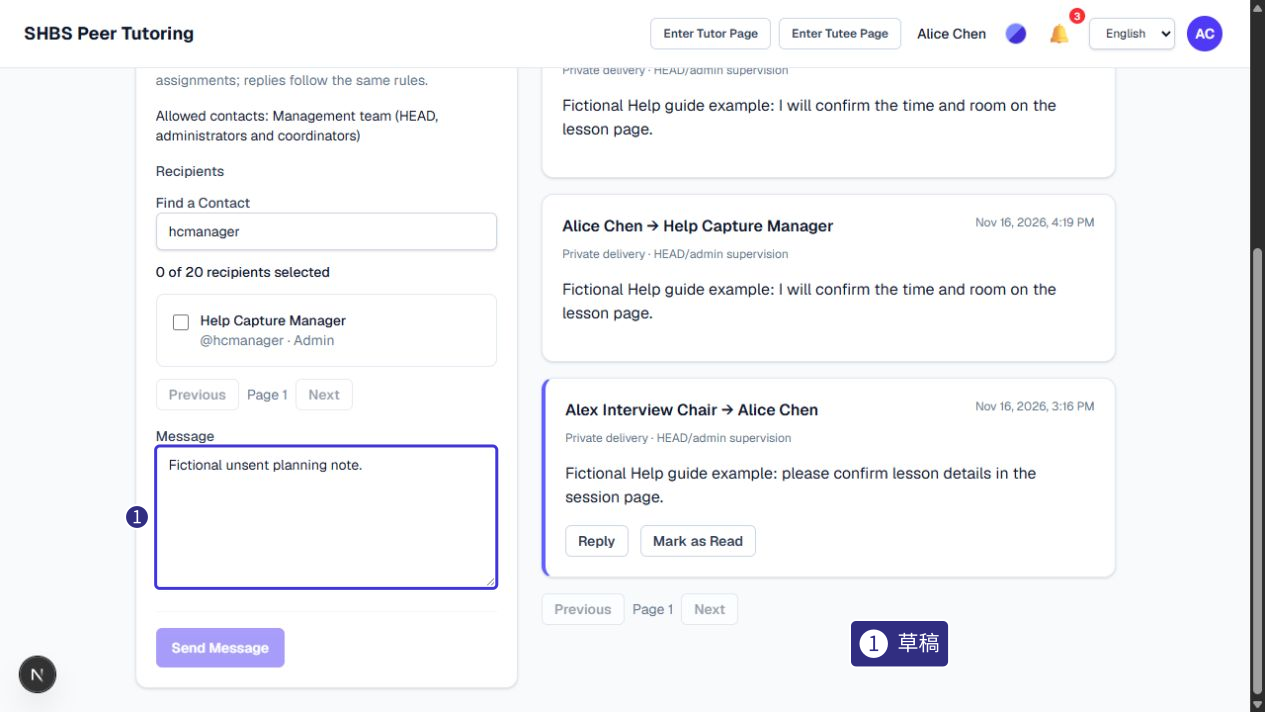 SHBS Peer Tutoring
Enter Tutor Page
Enter Tutee Page
Alice Chen
3
English
AC
assignments; replies follow the same rules.
Allowed contacts: Management team (HEAD,
administrators and coordinators)
Recipients
Find a Contact
hcmanager
0 of 20 recipients selected
Help Capture Manager
@hcmanager · Admin
Previous
Page 1
Next
Message
Fictional unsent planning note.
1
Send Message
N
Private delivery · HEAD/admin supervision
Fictional Help guide example: I will confirm the time and room on the
lesson page.
Alice Chen → Help Capture Manager
Nov 16, 2026, 4:19 PM
Private delivery · HEAD/admin supervision
Fictional Help guide example: I will confirm the time and room on the
lesson page.
Alex Interview Chair → Alice Chen
Nov 16, 2026, 3:16 PM
Private delivery · HEAD/admin supervision
Fictional Help guide example: please confirm lesson details in the
session page.
Reply
Mark as Read
Previous
Page 1
Next
1 草稿